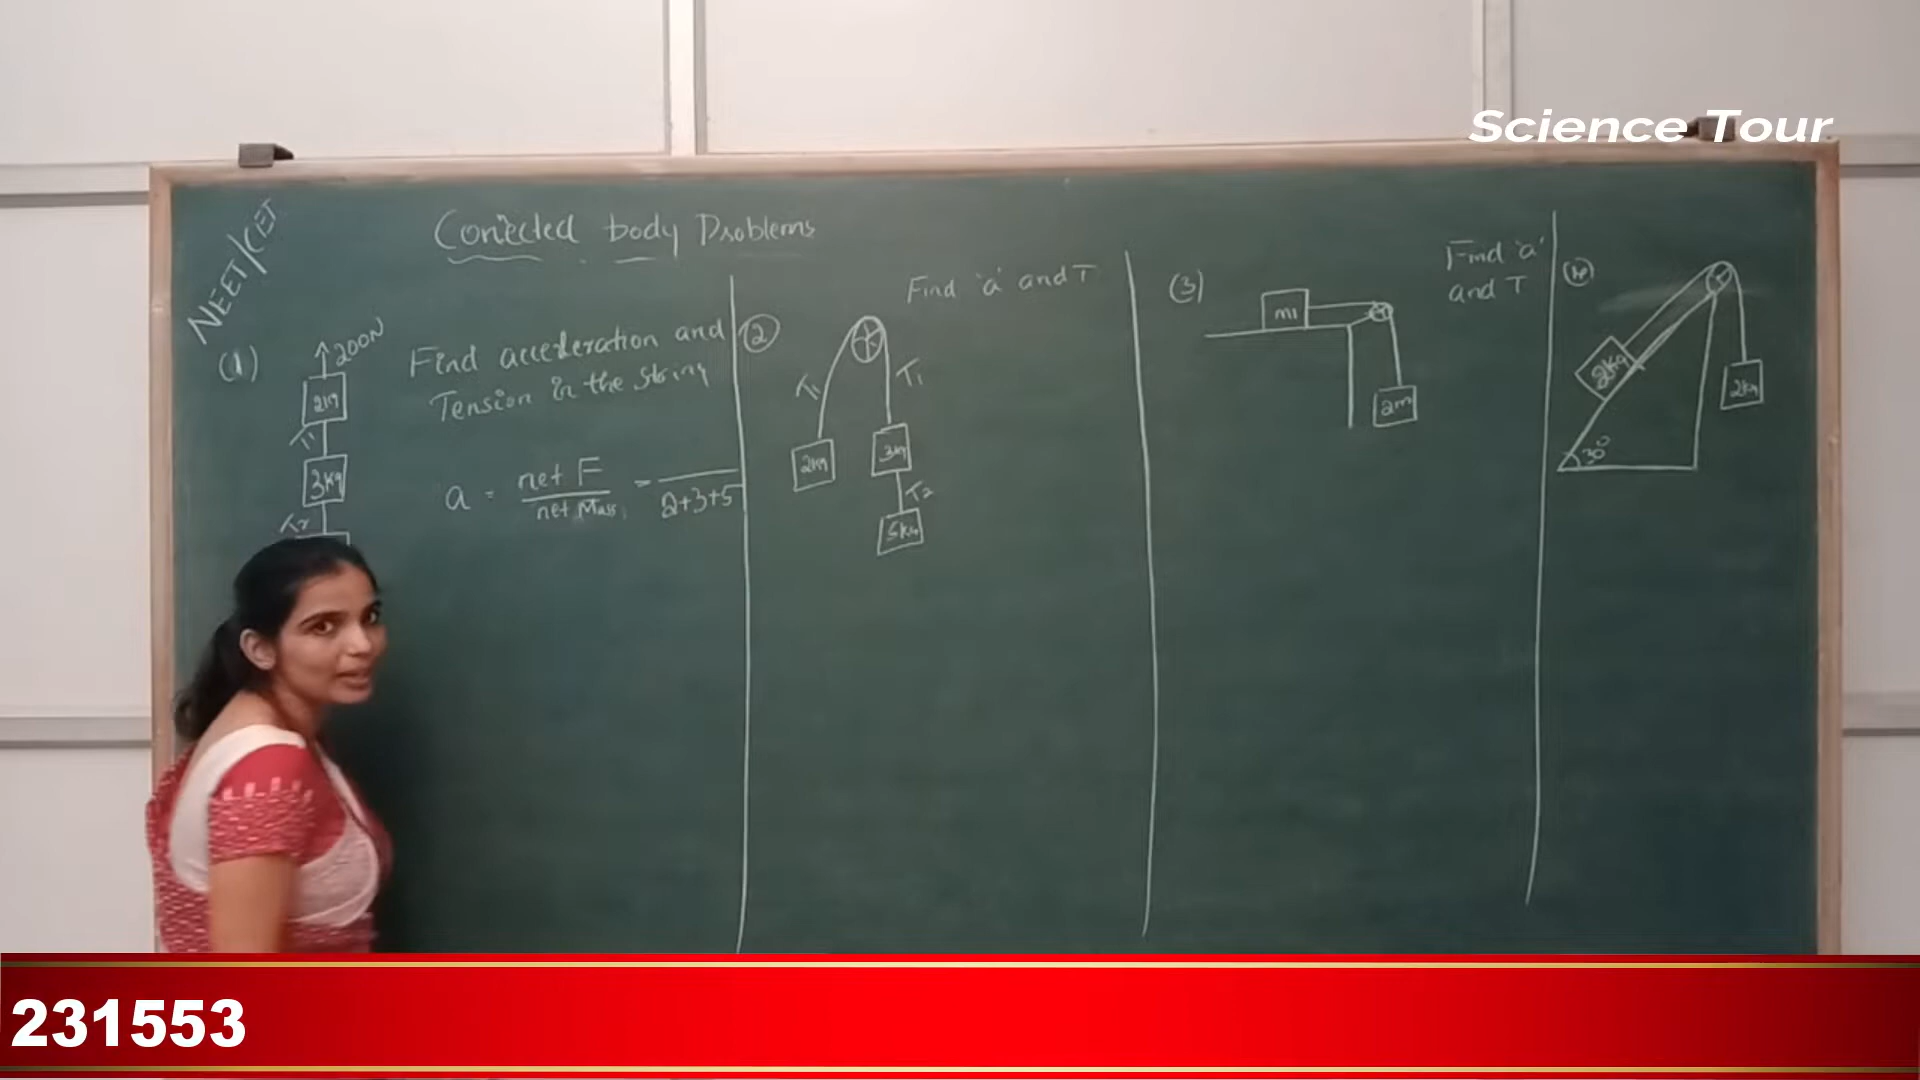 Science Tour
NEET/CET
Conected body Problems
(1)
200N
2kg
T1
3kg
T2
Find acceleration and
Tension in the string
a = net F / net Mass = / 2+3+5
(2)
Find 'a' and T
T1
T1
2kg
3kg
T2
5kg
(3)
Find 'a'
and T
m1
2m
(4)
2kg
2kg
30°
231553